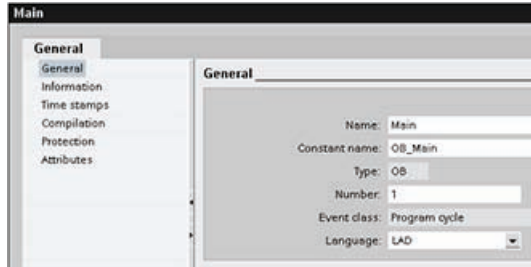 Main
General
General
Information
Time stamps
Compilation
Protection
Attributes
General
Name: Main
Constant name: OB_Main
Type: OB
Number: 1
Event class: Program cycle
Language: LAD